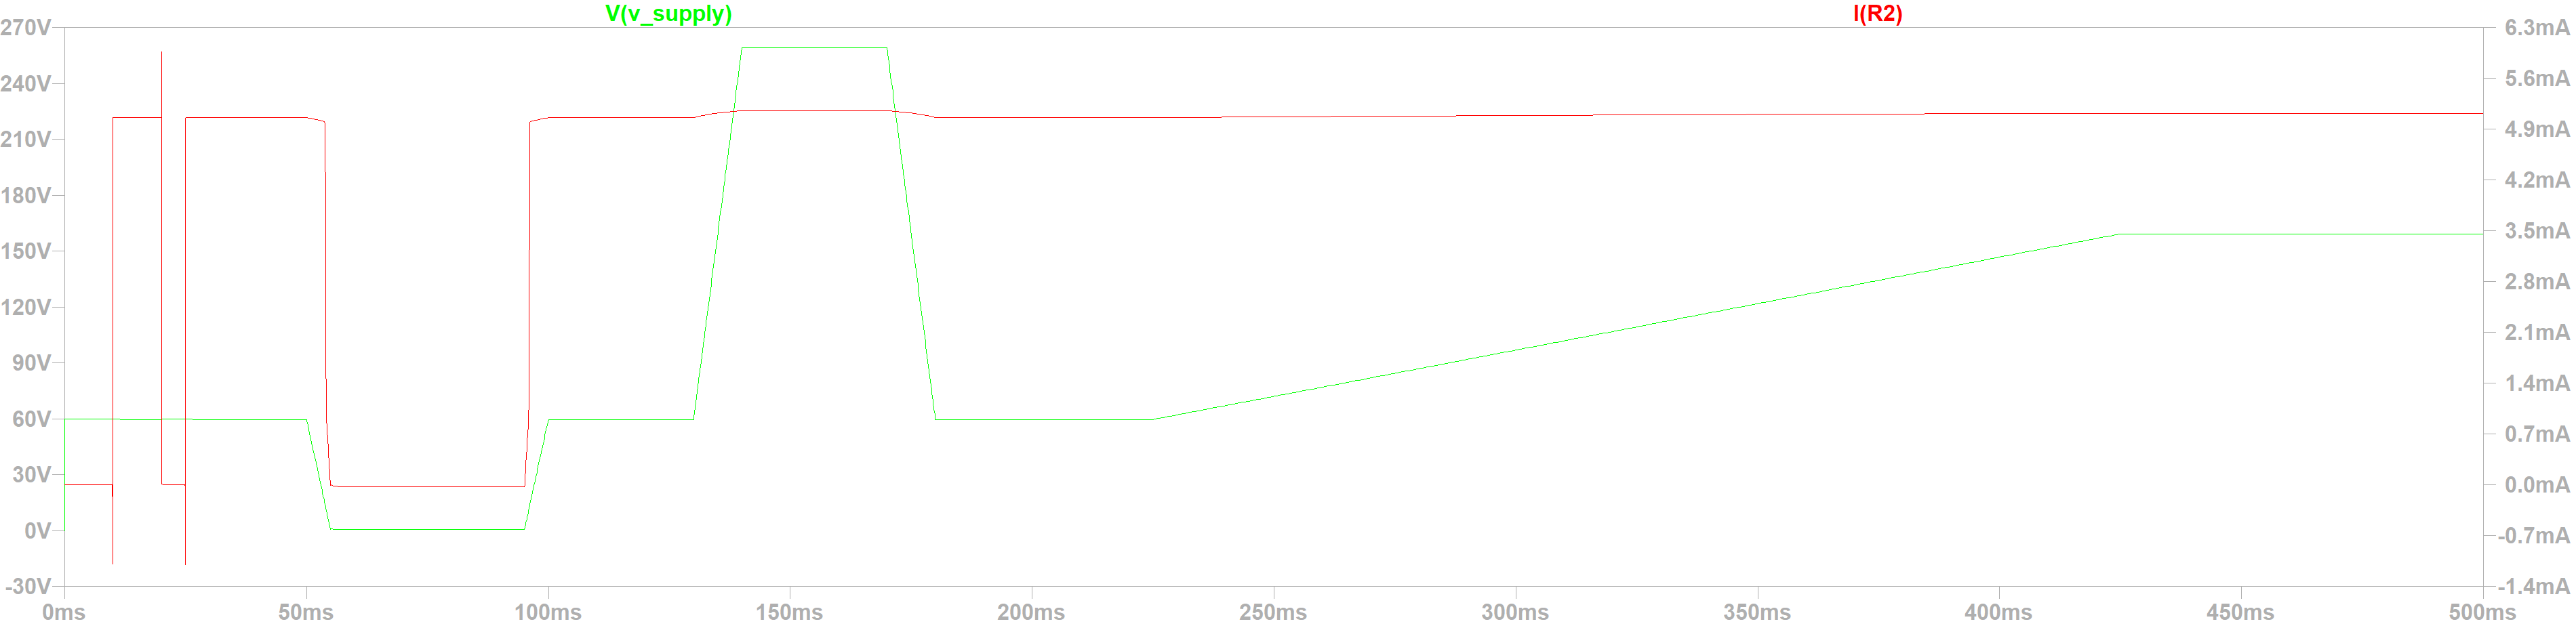 V(v_supply) I(R2)
270V 6.3mA
240V 5.6mA
210V 4.9mA
180V 4.2mA
150V 3.5mA
120V 2.8mA
90V 2.1mA
60V 1.4mA
30V 0.7mA
0V 0.0mA
-30V -0.7mA
-1.4mA
0ms 50ms 100ms 150ms 200ms 250ms 300ms 350ms 400ms 450ms 500ms